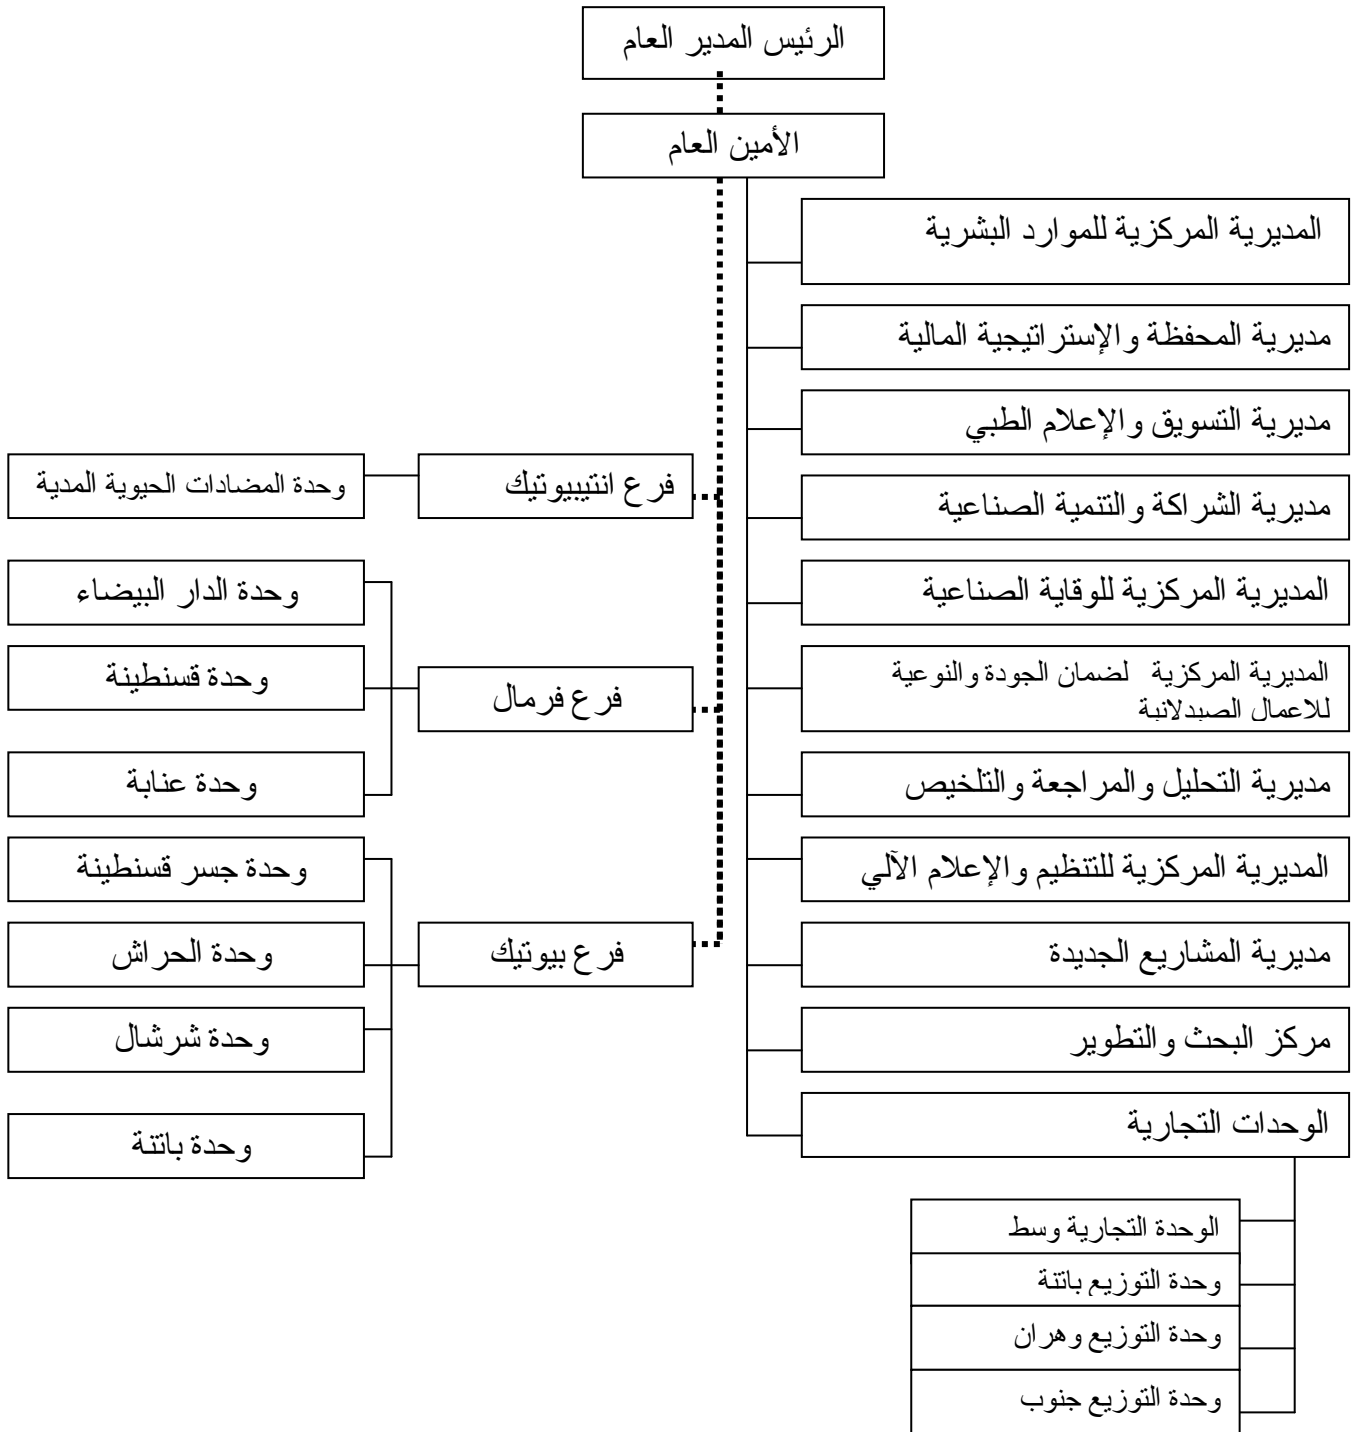 الرئيس المدير العام
الأمين العام
المديرية المركزية للموارد البشرية
مديرية المحفظة والإستراتيجية المالية
مديرية التسويق والإعلام الطبي
مديرية الشراكة والتنمية الصناعية
المديرية المركزية للوقاية الصناعية
المديرية المركزية لضمان الجودة والنوعية
للاعمال الصيدلانية
مديرية التحليل والمراجعة والتلخيص
المديرية المركزية للتنظيم والإعلام الآلي
مديرية المشاريع الجديدة
مركز البحث والتطوير
الوحدات التجارية
الوحدة التجارية وسط
وحدة التوزيع باتنة
وحدة التوزيع وهران
وحدة التوزيع جنوب
فرع انتيبيوتيك
وحدة المضادات الحيوية المدية
فرع فرمال
وحدة الدار البيضاء
وحدة قسنطينة
وحدة عنابة
فرع بيوتيك
وحدة جسر قسنطينة
وحدة الحراش
وحدة شرشال
وحدة باتنة